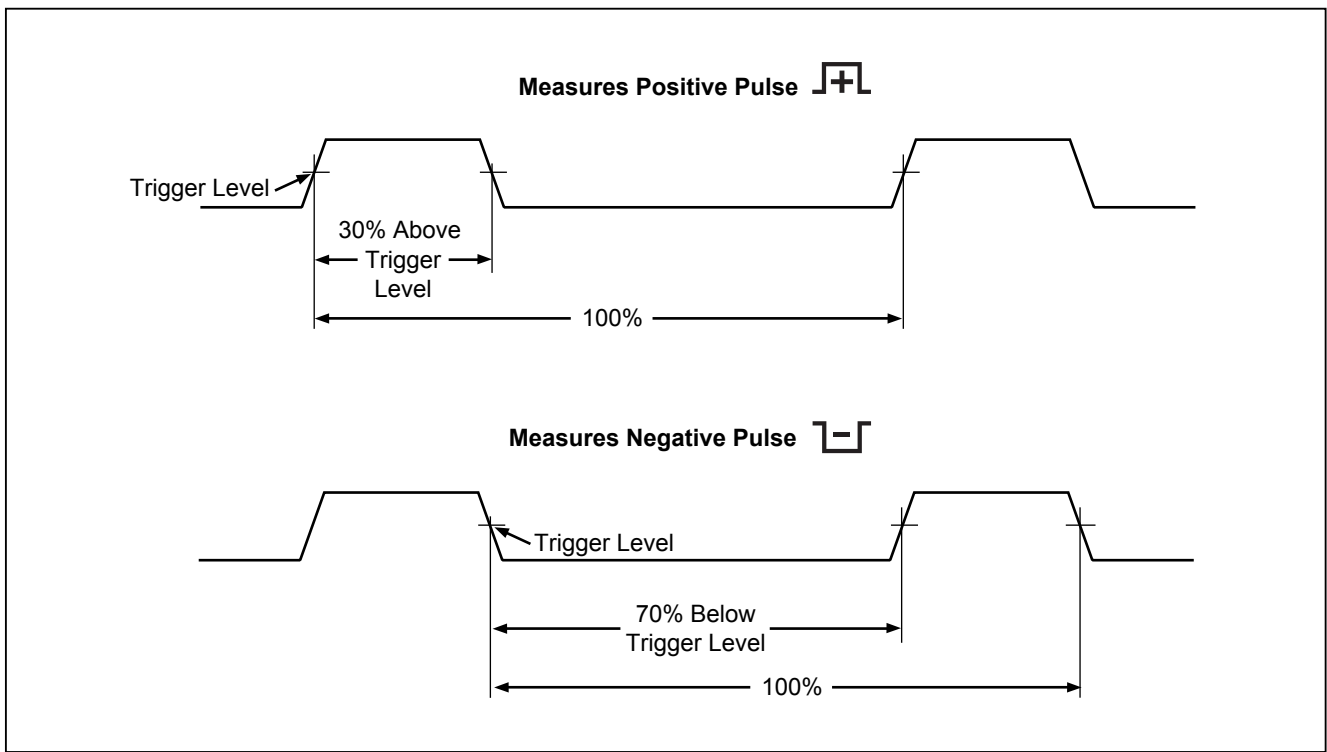 Measures Positive Pulse +
Trigger Level
30% Above
Trigger
Level
100%
Measures Negative Pulse -
Trigger Level
70% Below
Trigger Level
100%